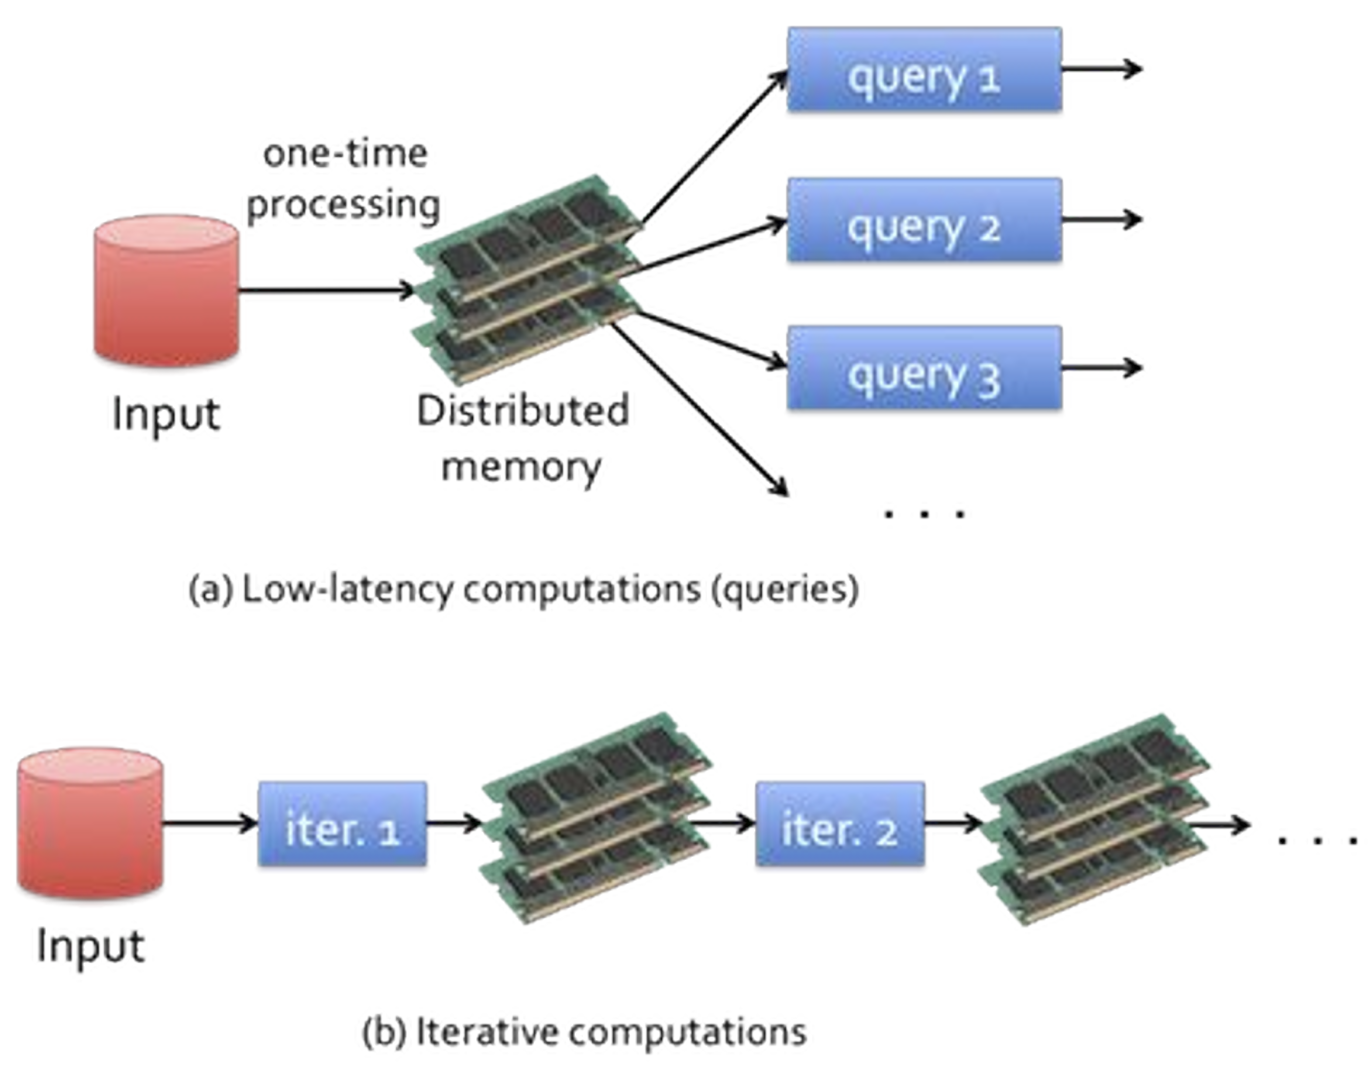 one-time
processing
Input
Distributed
memory
query 1
query 2
query 3
. . .
(a) Low-latency computations (queries)
iter. 1
iter. 2
. . .
Input
(b) Iterative computations